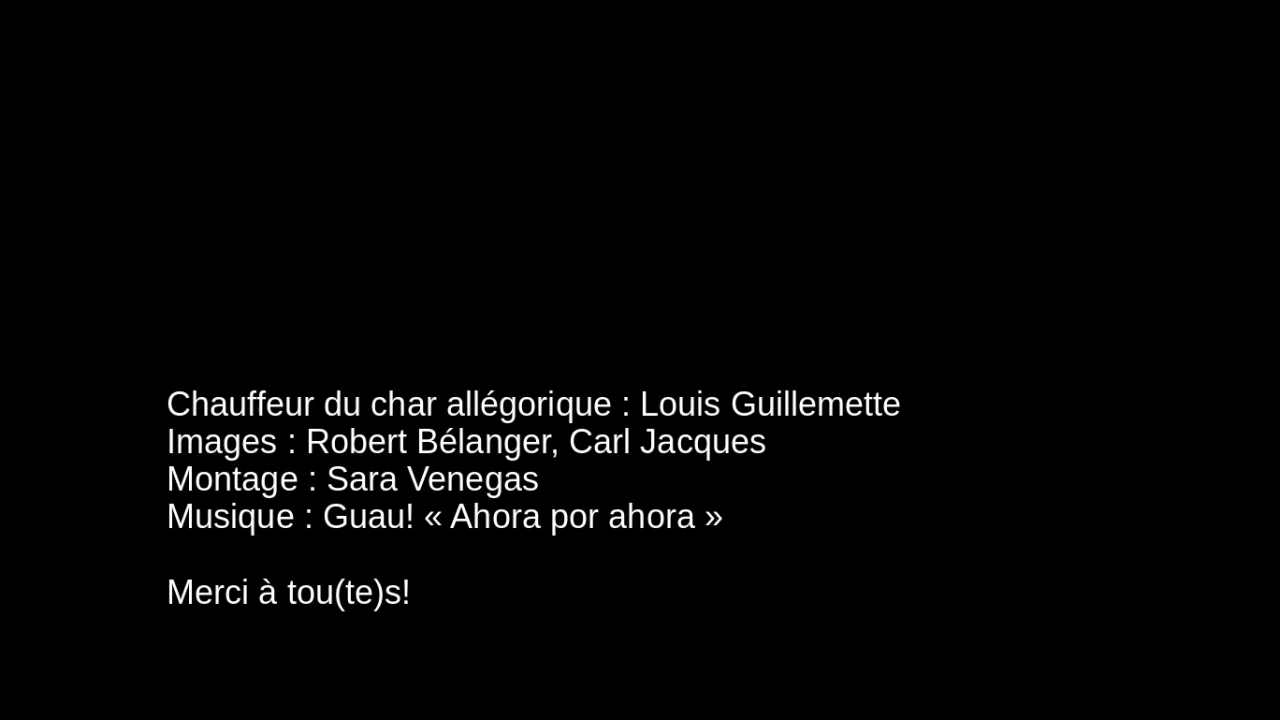 Chauffeur du char allégorique : Louis Guillemette
Images : Robert Bélanger, Carl Jacques
Montage : Sara Venegas
Musique : Guau! « Ahora por ahora »
Merci à tou(te)s!